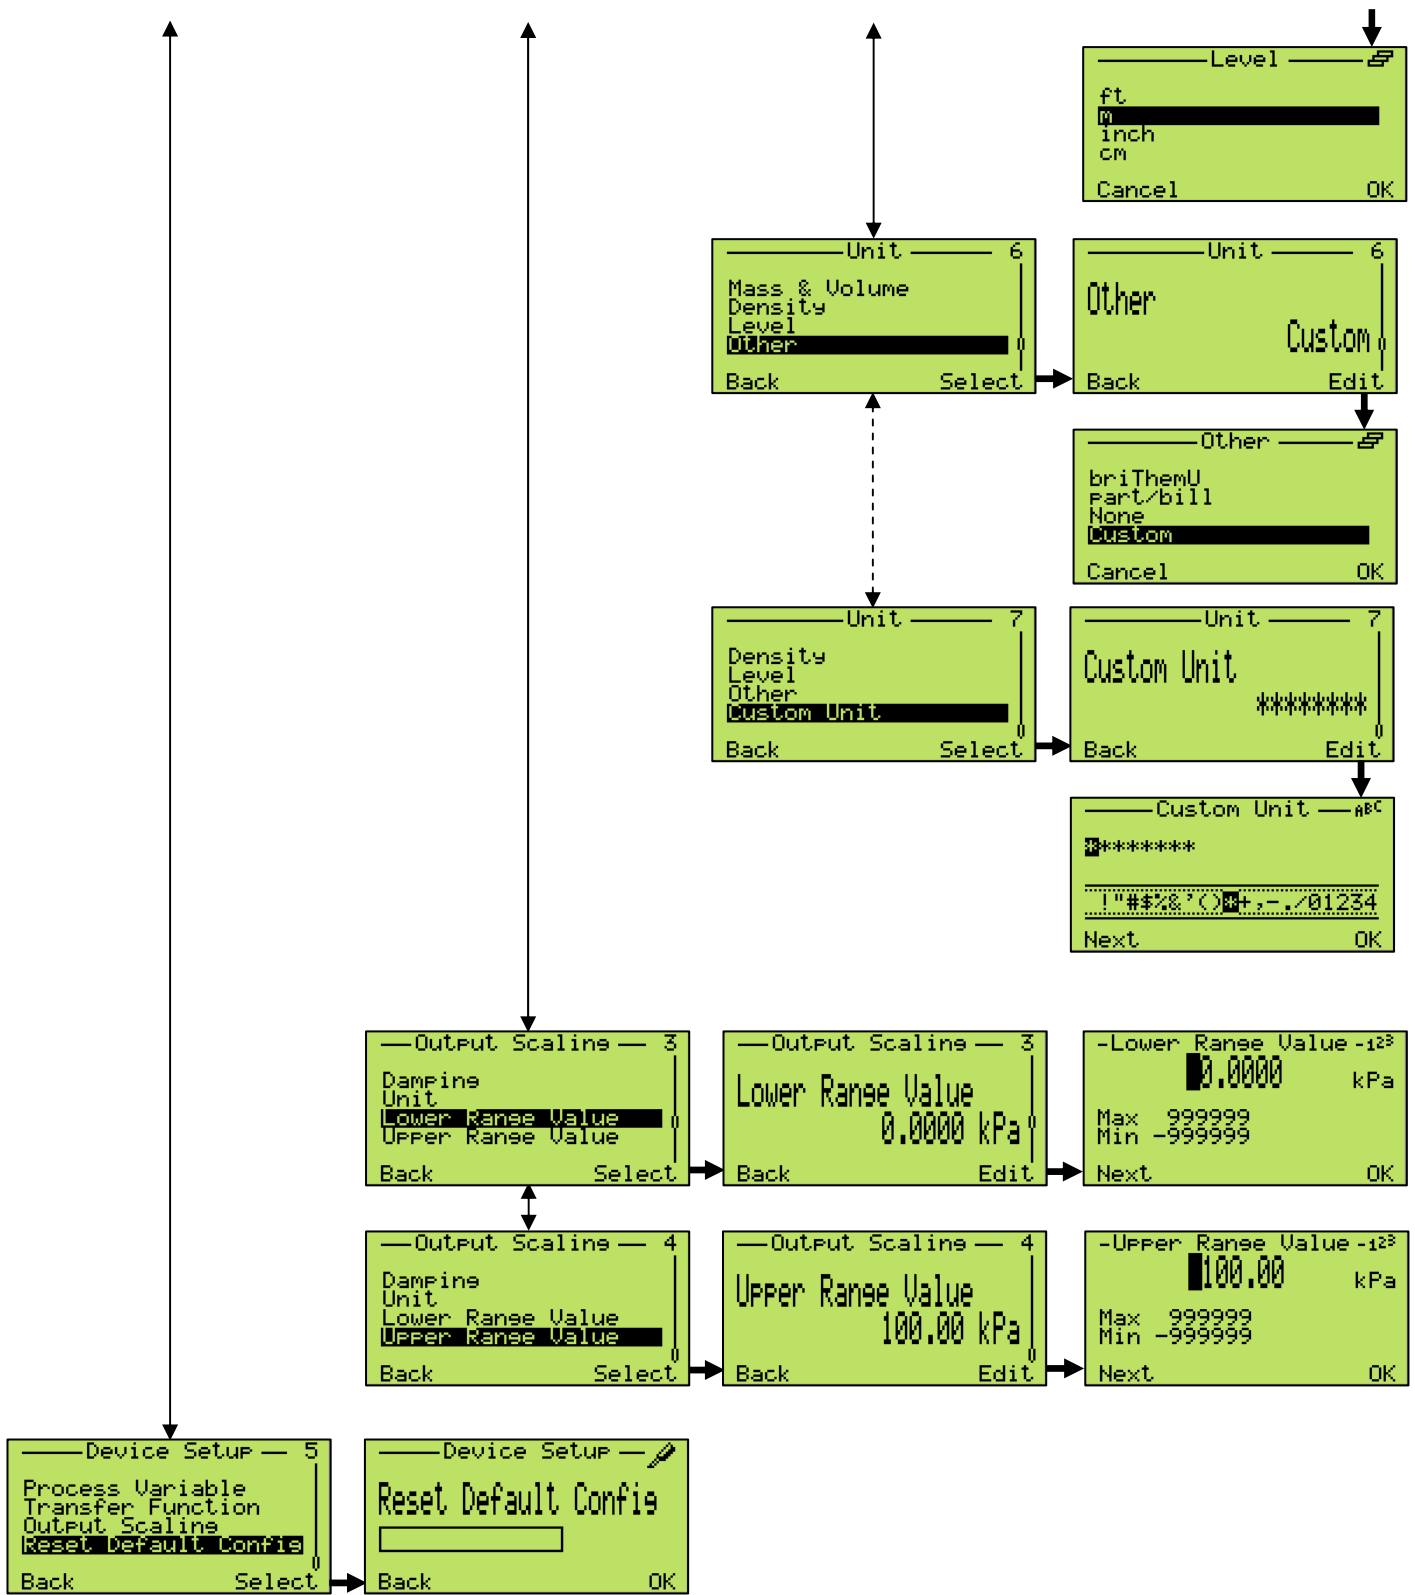 Level
ft
m
inch
cm
Cancel OK
Unit 6
Mass & Volume
Density
Level
Other
Back Select
Unit 6
Other
Custom
Back Edit
Other
briThemU
part/bill
None
Custom
Cancel OK
Unit 7
Density
Level
Other
Custom Unit
Back Select
Unit 7
Custom Unit
********
Back Edit
Custom Unit ABC
********
!"#$%&'()*+,-./01234
Next OK
Output Scaling 3
Damping
Unit
Lower Range Value
Upper Range Value
Back Select
Output Scaling 3
Lower Range Value
0.0000 kPa
Back Edit
Lower Range Value 123
0.0000 kPa
Max 999999
Min -999999
Next OK
Output Scaling 4
Damping
Unit
Lower Range Value
Upper Range Value
Back Select
Output Scaling 4
Upper Range Value
100.00 kPa
Back Edit
Upper Range Value 123
100.00 kPa
Max 999999
Min -999999
Next OK
Device Setup 5
Process Variable
Transfer Function
Output Scaling
Reset Default Config
Back Select
Device Setup
Reset Default Config
Back OK